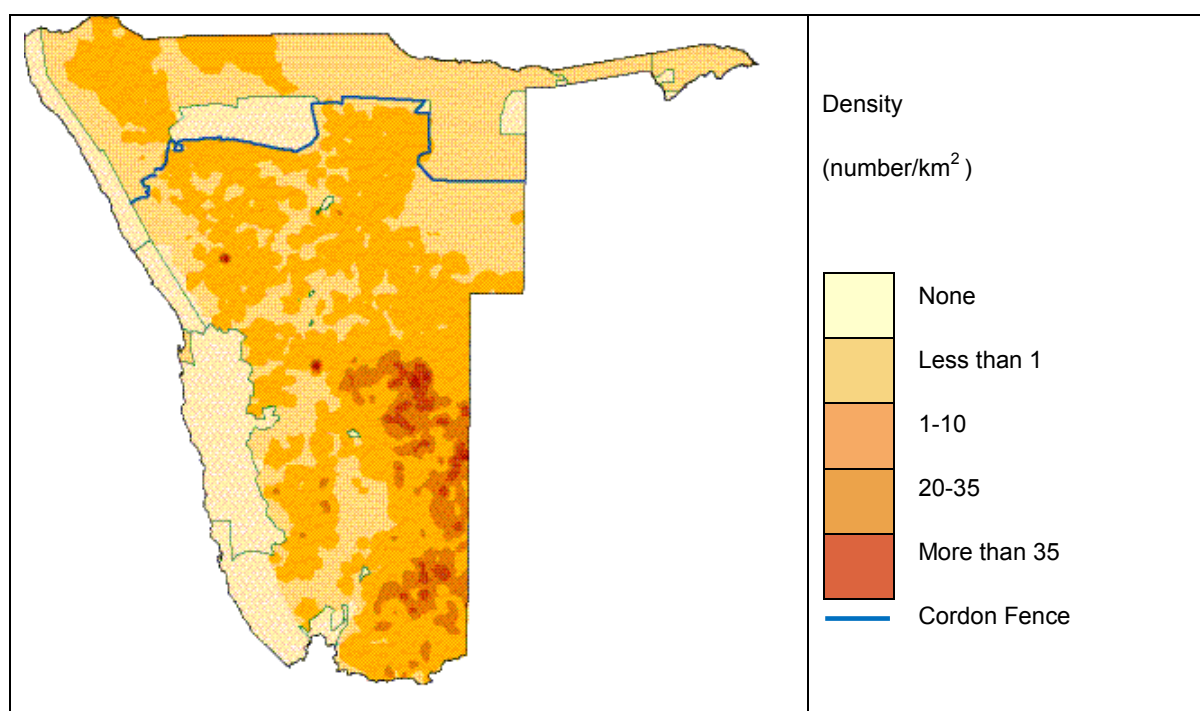 Density
(number/km²)
None
Less than 1
1-10
20-35
More than 35
Cordon Fence